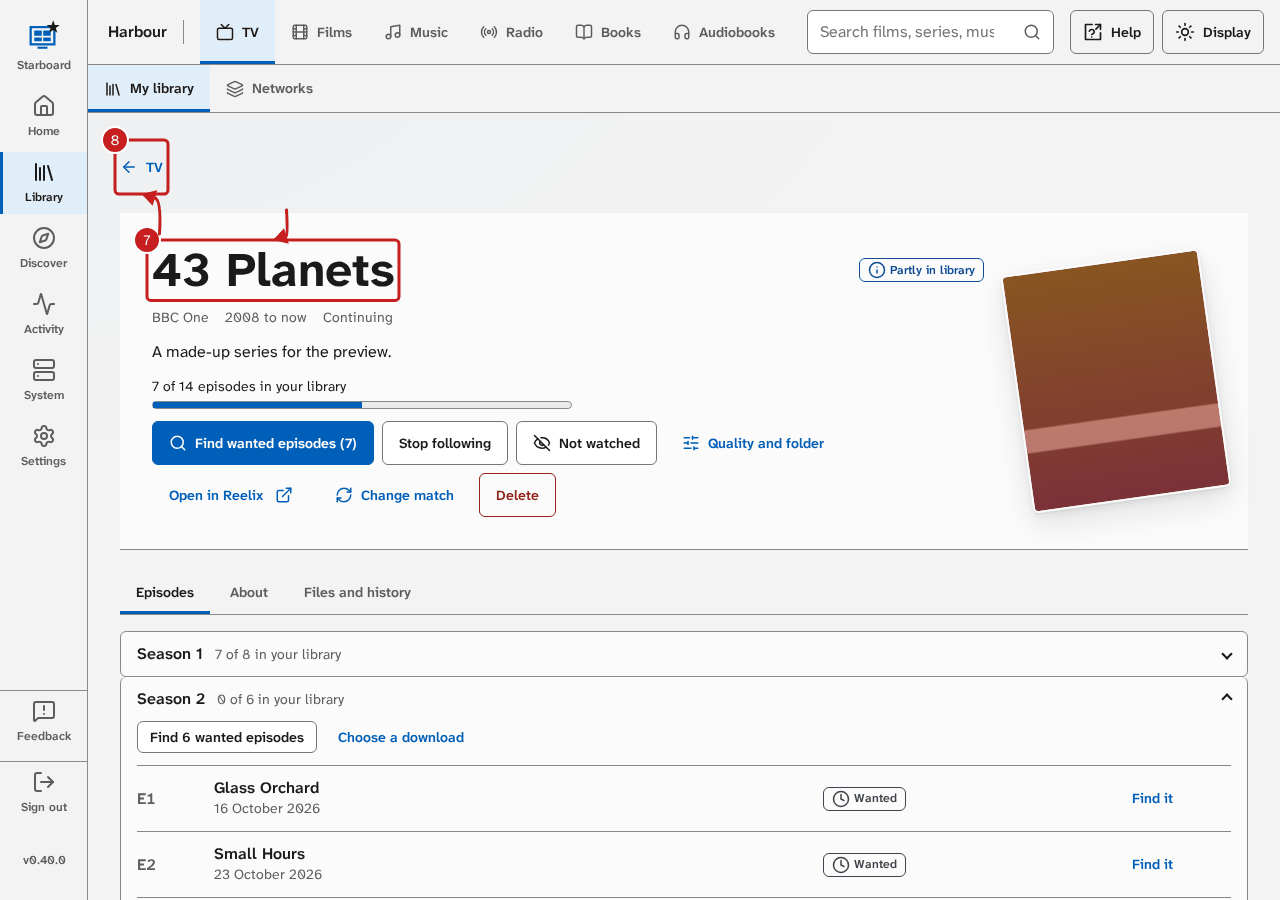 Starboard
Home
Library
Discover
Activity
System
Settings
Feedback
Sign out
v0.40.0
Harbour
TV
Films
Music
Radio
Books
Audiobooks
Search films, series, mus
Help
Display
My library
Networks
8
TV
7
43 Planets
Partly in library
BBC One 2008 to now Continuing
A made-up series for the preview.
7 of 14 episodes in your library
Find wanted episodes (7)
Stop following
Not watched
Quality and folder
Open in Reelix
Change match
Delete
Episodes
About
Files and history
Season 1 7 of 8 in your library
Season 2 0 of 6 in your library
Find 6 wanted episodes
Choose a download
E1
Glass Orchard
16 October 2026
Wanted
Find it
E2
Small Hours
23 October 2026
Wanted
Find it